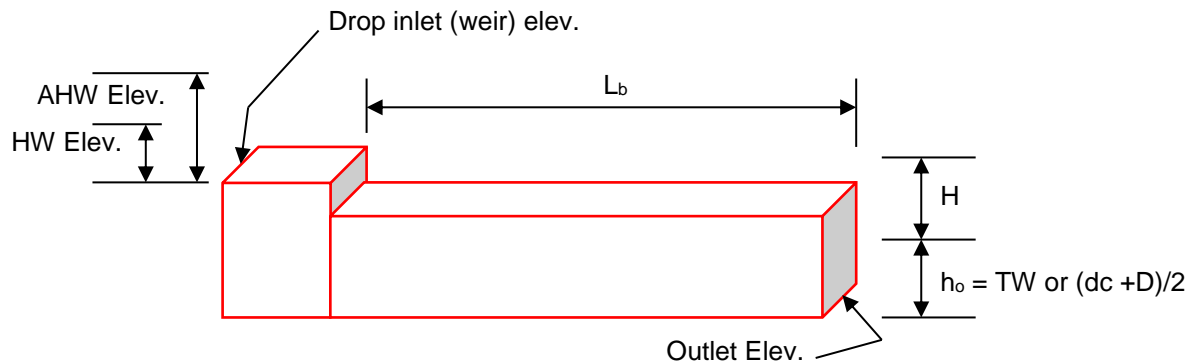 Drop inlet (weir) elev.
AHW Elev.
HW Elev.
Lb
H
ho = TW or (dc +D)/2
Outlet Elev.